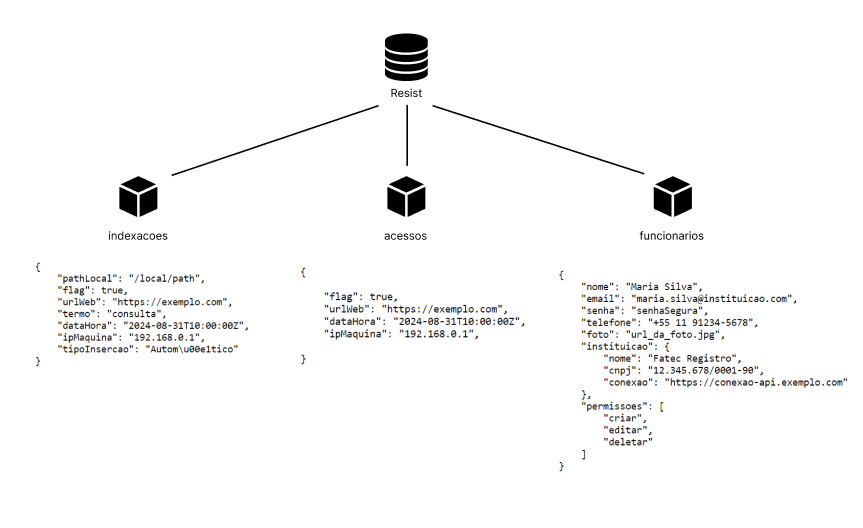 Resist
indexacoes
{
"pathLocal": "/local/path",
"flag": true,
"urlWeb": "https://exemplo.com",
"termo": "consulta",
"dataHora": "2024-08-31T10:00:00Z",
"ipMaquina": "192.168.0.1",
"tipoInsercao": "Autom\u00e1tico"
}
acessos
{
"flag": true,
"urlWeb": "https://exemplo.com",
"dataHora": "2024-08-31T10:00:00Z",
"ipMaquina": "192.168.0.1",
}
funcionarios
{
"nome": "Maria Silva",
"email": "maria.silva@instituicao.com",
"senha": "senhaSegura",
"telefone": "+55 11 91234-5678",
"foto": "url_da_foto.jpg",
"instituicao": {
"nome": "Fatec Registro",
"cnpj": "12.345.678/0001-90",
"conexao": "https://conexao-api.exemplo.com"
},
"permissoes": [
"criar",
"editar",
"deletar"
]
}